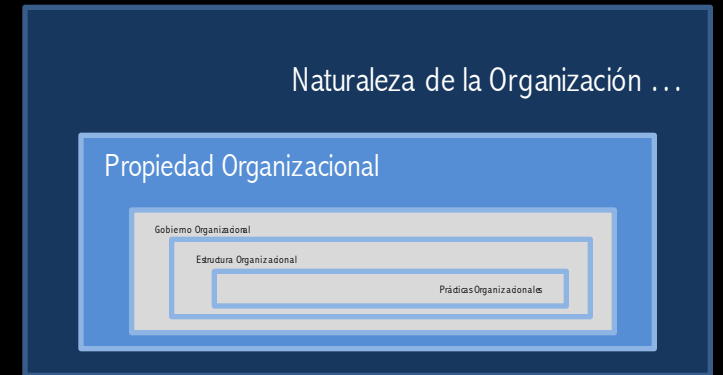 Naturaleza de la Organización ...
Propiedad Organizacional
Gobierno Organizacional
Estructura Organizacional
Prácticas Organizacionales